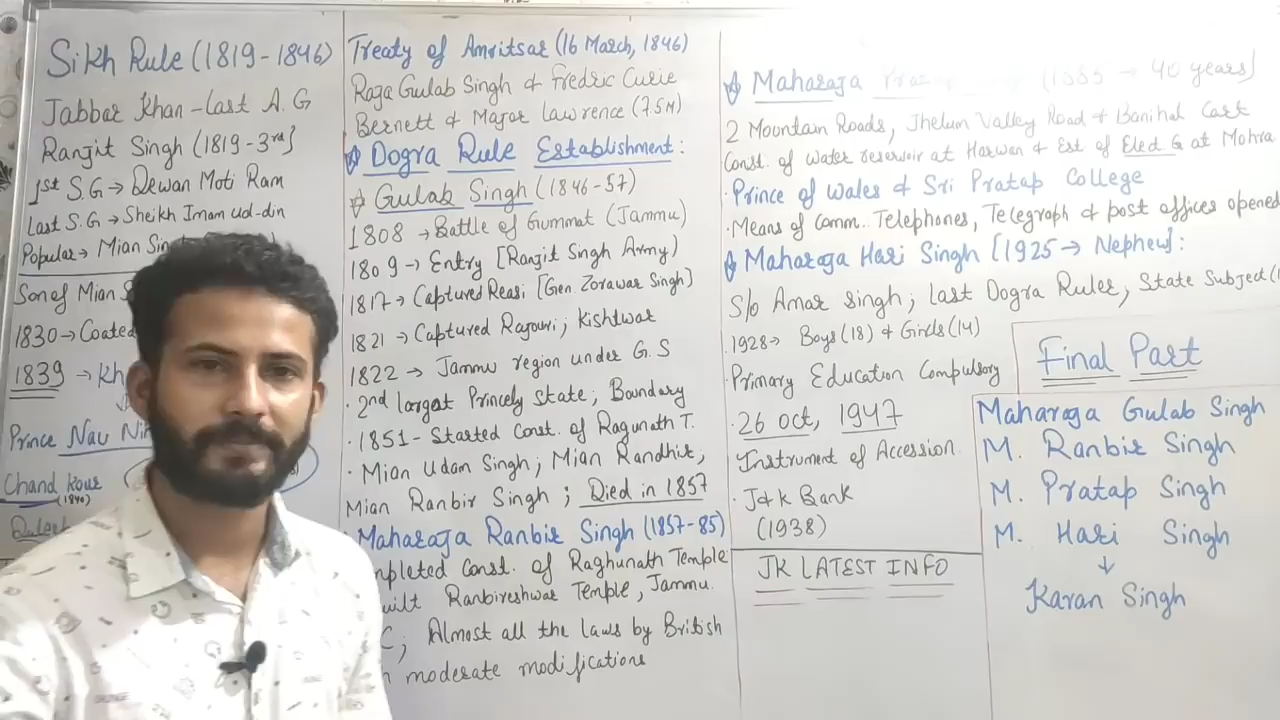 Sikh Rule (1819-1846)
Jabbar Khan - Last A. G
Ranjit Singh (1819-3rd]
1st S.G → Dewan Moti Ram
Last S.G → Sheikh Imam ud-din
Popular → Mian
Son of Mian
1830 → Coated
1839 → Kh
Prince Nau
Chand Kour
(1840)
Treaty of Amritsar (16 March, 1846)
Raja Gulab Singh & Fredric Curie
Bernett & Major Lawrence (7.5M)
Dogra Rule Establishment:
Gulab Singh (1846-57)
1808 → Battle of Gummat (Jammu)
1809 → Entry [Ranjit Singh Army)
1817 → Captured Reasi [Gen Zorawar Singh)
1821 → Captured Rajouri; Kishtwar
1822 → Jammu region under G.S
• 2nd largest Princely State; Boundary
• 1851 - Started Const. of Ragunath T.
• Mian Udam Singh; Mian Randhir,
Mian Ranbir Singh ; Died in 1857
Maharaja Ranbir Singh (1857-85)
mpleted Const. of Raghunath Temple
uilt Ranbireshwar Temple, Jammu.
C; Almost all the laws by British
moderate modifications
Maharaja (1885 → 40 years]
2 Mountain Roads, Jhelum Valley Road & Banihal Cart
Const. of water reservoir at Harwan & Est of Elect G at Mohra
• Prince of Wales & Sri Pratap College
• Means of Comm. Telephones, Telegraph & post offices opened
Maharaja Hari Singh [1925 → Nephew]:
S/o Amar Singh; Last Dogra Ruler, State Subject (
• 1928 → Boys (18) & Girls (14)
• Primary Education Compulsory
• 26 Oct, 1947
Instrument of Accession
• J&K Bank
(1938)
JK LATEST INFO
Final Part
Maharaja Gulab Singh
M. Ranbir Singh
M. Pratap Singh
M. Hari Singh
↓
Karan Singh